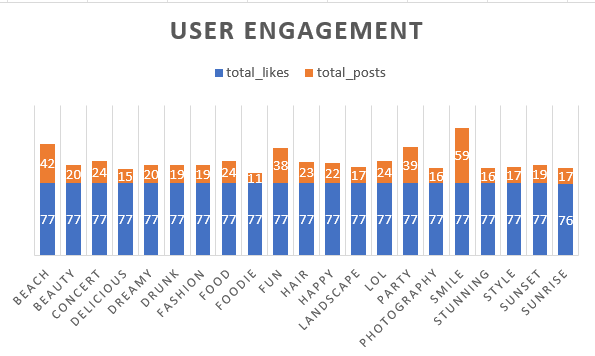 USER ENGAGEMENT
total_likes total_posts
42 20 24 15 20 19 19 24 11 38 23 22 17 24 39 16 59 16 17 19 17
77 77 77 77 77 77 77 77 77 77 77 77 77 77 77 77 77 77 77 77 76
BEACH
BEAUTY
CONCERT
DELICIOUS
DREAMY
DRUNK
FASHION
FOOD
FOODIE
FUN
HAIR
HAPPY
LANDSCAPE
LOL
PARTY
PHOTOGRAPHY
SMILE
STUNNING
STYLE
SUNSET
SUNRISE